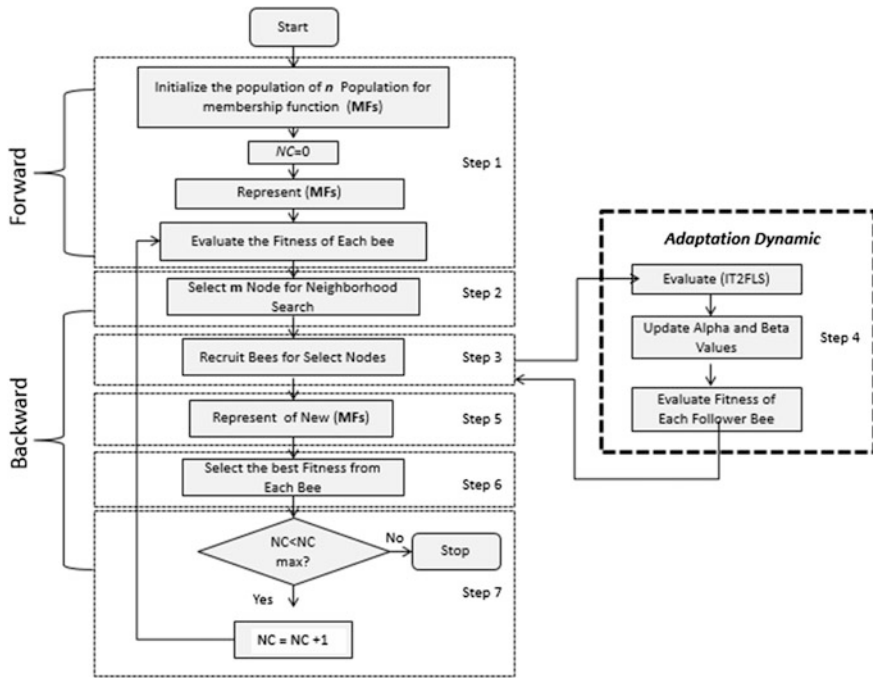 Start
Forward
Initialize the population of n Population for
membership function (MFs)
NC=0
Step 1
Represent (MFs)
Evaluate the Fitness of Each bee
Backward
Select m Node for Neighborhood
Search
Step 2
Recruit Bees for Select Nodes
Step 3
Adaptation Dynamic
Evaluate (IT2FLS)
Update Alpha and Beta
Values
Step 4
Evaluate Fitness of
Each Follower Bee
Represent of New (MFs)
Step 5
Select the best Fitness from
Each Bee
Step 6
NC<NC
max?
No
Stop
Yes
Step 7
NC = NC +1